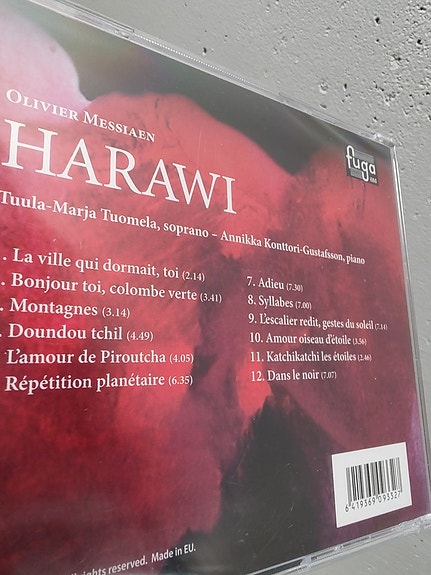 OLIVIER MESSIAEN
HARAWI
fuga
Tuula-Marja Tuomela, soprano – Annikka Konttori-Gustafsson, piano
. La ville qui dormait, toi (2.14)
. Bonjour toi, colombe verte (3.41)
. Montagnes (3.14)
. Doundou tchil (4.49)
L'amour de Piroutcha (4.05)
Répétition planétaire (6.35)
7. Adieu (7.30)
8. Syllabes (7.00)
9. L'escalier redit, gestes du soleil (7.14)
10. Amour oiseau d'étoile (3.56)
11. Katchikatchi les étoiles (2.46)
12. Dans le noir (7.07)
6 419369 093527
rights reserved. Made in EU.